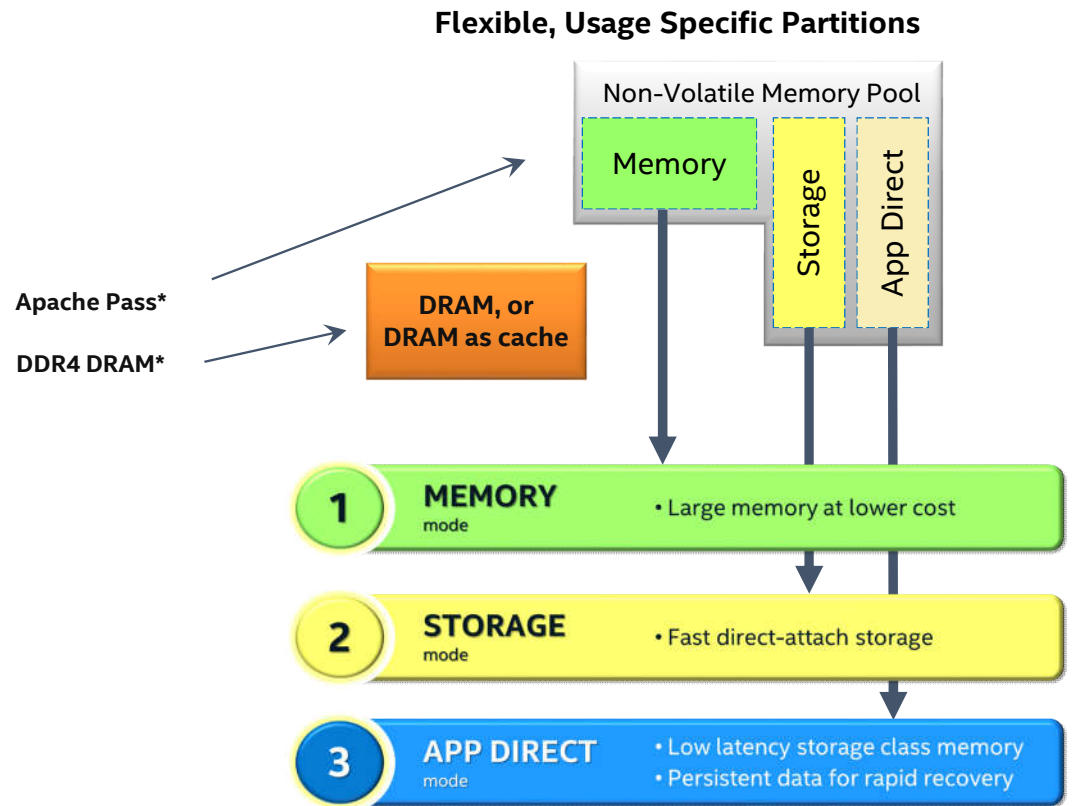 Flexible, Usage Specific Partitions
Non-Volatile Memory Pool
Memory
Storage
App Direct
Apache Pass*
DDR4 DRAM*
DRAM, or
DRAM as cache
1
MEMORY
mode
• Large memory at lower cost
2
STORAGE
mode
• Fast direct-attach storage
3
APP DIRECT
mode
• Low latency storage class memory
• Persistent data for rapid recovery